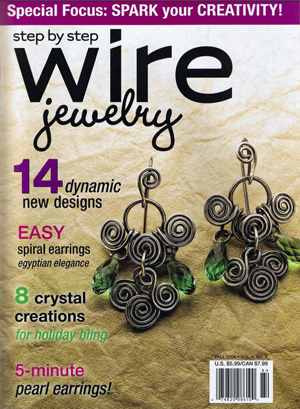 Special Focus: SPARK your CREATIVITY!
step by step
wire
jewelry
14 dynamic
new designs
EASY
spiral earrings
egyptian elegance
8 crystal
creations
for holiday bling
5-minute
pearl earrings!
U.S. $5.99/CAN $7.99